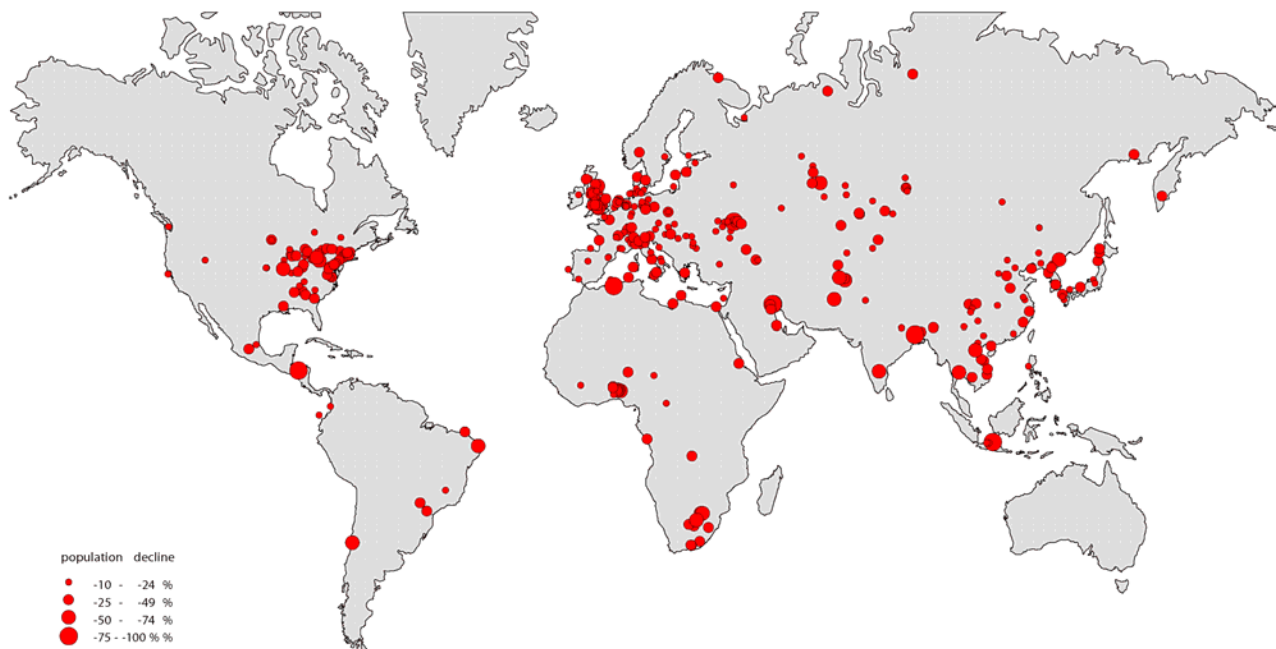 population decline
-10 - -24 %
-25 - -49 %
-50 - -74 %
-75 - -100 % %